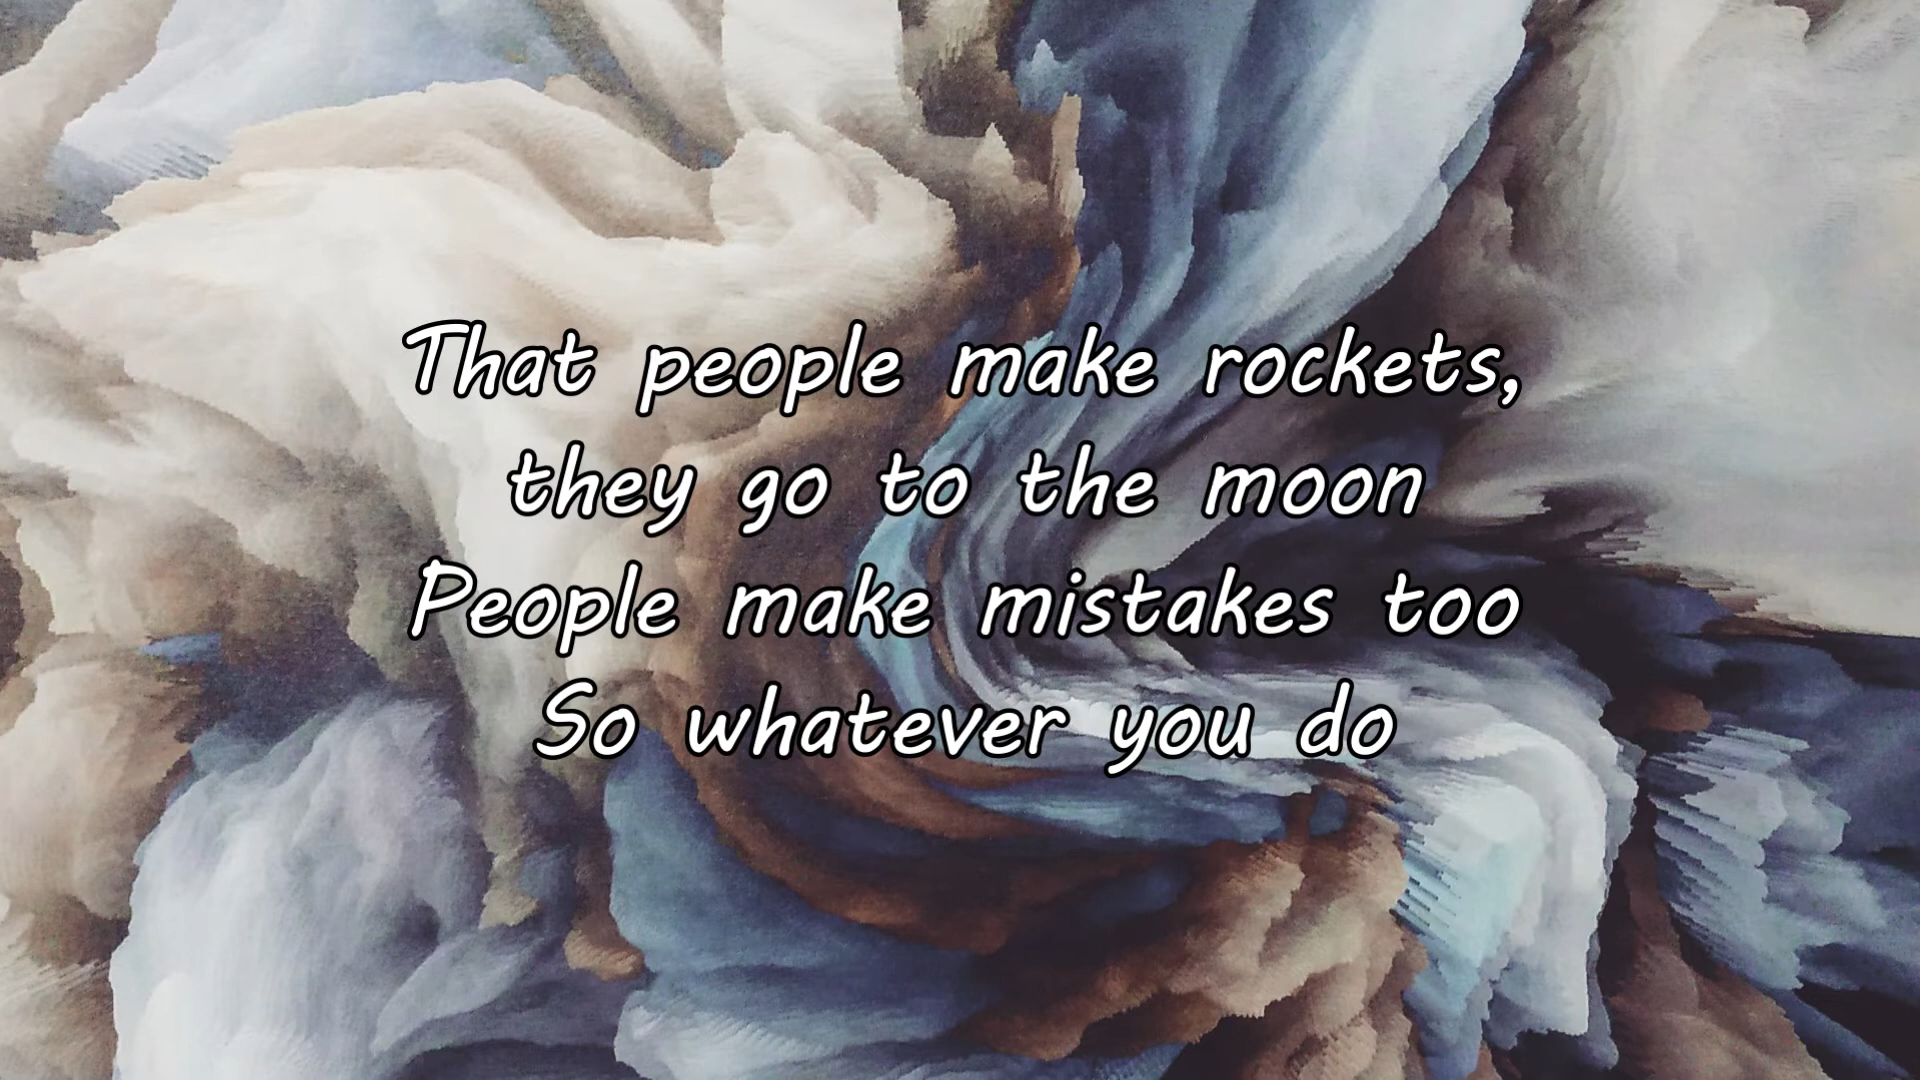 That people make rockets,
they go to the moon
People make mistakes too
So whatever you do